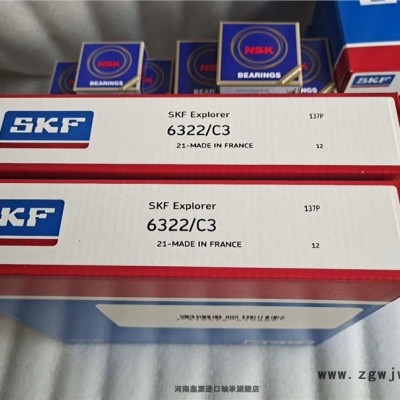 NSK
BEARINGS
NSK
BEARINGS
BEARINGS
SKF
SKF
SKF Explorer
137P
6322/C3
21-MADE IN FRANCE
12
SKF
SKF Explorer
137P
6322/C3
21-MADE IN FRANCE
12
www.zgwjw
河南鑫源进口轴承旗舰店